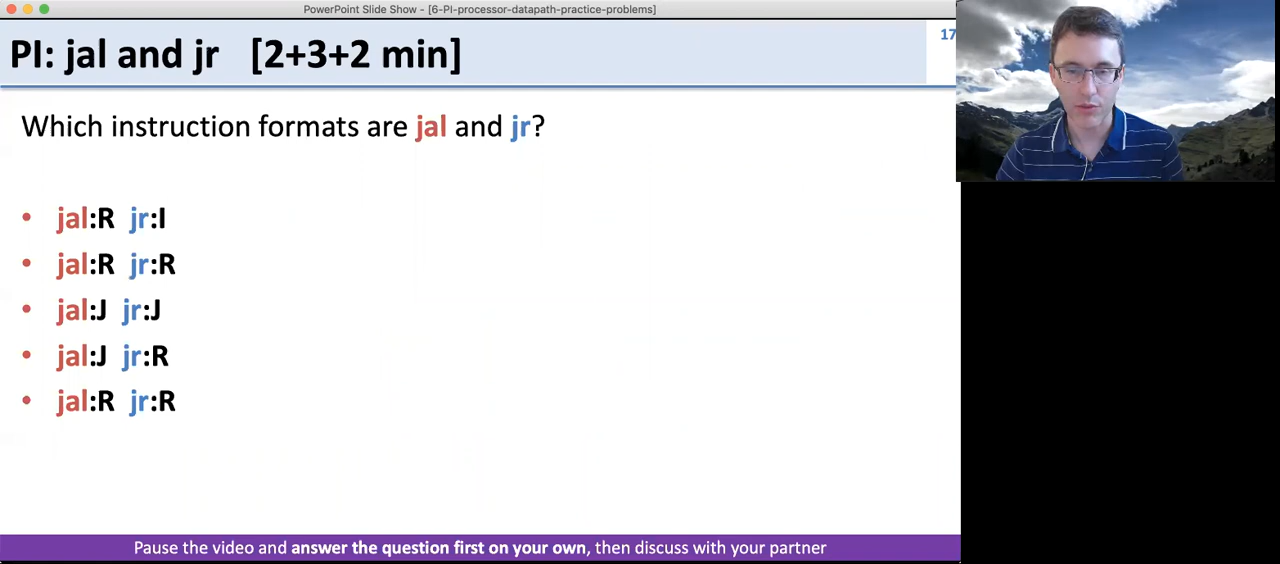 PowerPoint Slide Show - [6-PI-processor-datapath-practice-problems]
PI: jal and jr [2+3+2 min]
17
Which instruction formats are jal and jr?
• jal:R jr:I
• jal:R jr:R
• jal:J jr:J
• jal:J jr:R
• jal:R jr:R
Pause the video and answer the question first on your own, then discuss with your partner